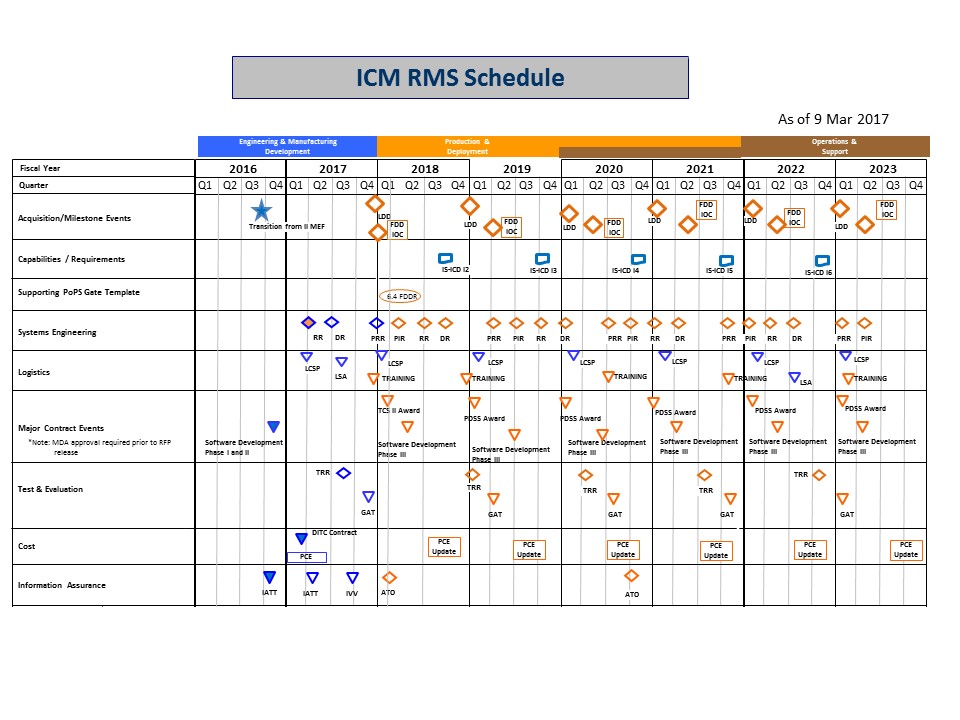 ICM RMS Schedule
As of 9 Mar 2017
Engineering & Manufacturing
Development
Production &
Deployment
Operations &
Support
Fiscal Year 2016 2017 2018 2019 2020 2021 2022 2023
Quarter Q1 Q2 Q3 Q4 Q1 Q2 Q3 Q4 Q1 Q2 Q3 Q4 Q1 Q2 Q3 Q4 Q1 Q2 Q3 Q4 Q1 Q2 Q3 Q4 Q1 Q2 Q3 Q4 Q1 Q2 Q3 Q4
Acquisition/Milestone Events
Transition from II MEF
LDD
FDD
IOC
LDD
FDD
IOC
LDD
FDD
IOC
LDD
FDD
IOC
LDD
FDD
IOC
LDD
FDD
IOC
Capabilities / Requirements
IS-ICD I2 IS-ICD I3 IS-ICD I4 IS-ICD I5 IS-ICD I6
Supporting PoPS Gate Template
6.4 FDDR
Systems Engineering
RR DR PRR PIR RR DR PRR PIR RR DR PRR PIR RR DR PRR PIR RR DR PRR PIR
Logistics
LCSP LSA LCSP LCSP LCSP LCSP LCSP LSA LCSP
TRAINING TRAINING TRAINING TRAINING TRAINING
Major Contract Events
*Note: MDA approval required prior to RFP
release
Software Development
Phase I and II
TCS II Award
Software Development
Phase III
PDSS Award
Software Development
Phase III
PDSS Award
Software Development
Phase III
PDSS Award
Software Development
Phase III
PDSS Award
Software Development
Phase III
PDSS Award
Software Development
Phase III
Test & Evaluation
TRR TRR TRR TRR TRR
GAT GAT GAT GAT GAT
Cost
DITC Contract
PCE
PCE
Update
PCE
Update
PCE
Update
PCE
Update
PCE
Update
PCE
Update
Information Assurance
IATT IATT IVV ATO ATO